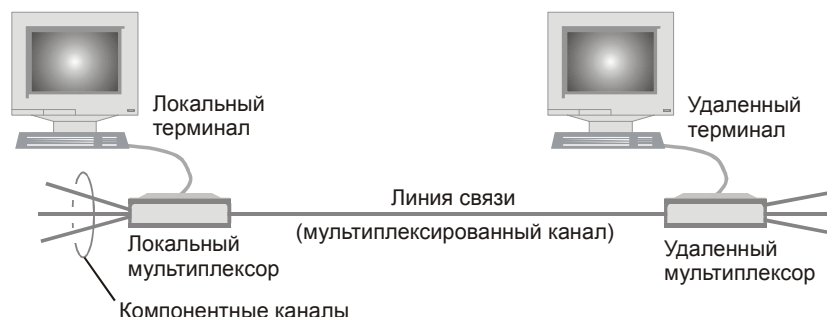 Локальный
терминал
Удаленный
терминал
Линия связи
(мультиплексированный канал)
Локальный
мультиплексор
Удаленный
мультиплексор
Компонентные каналы